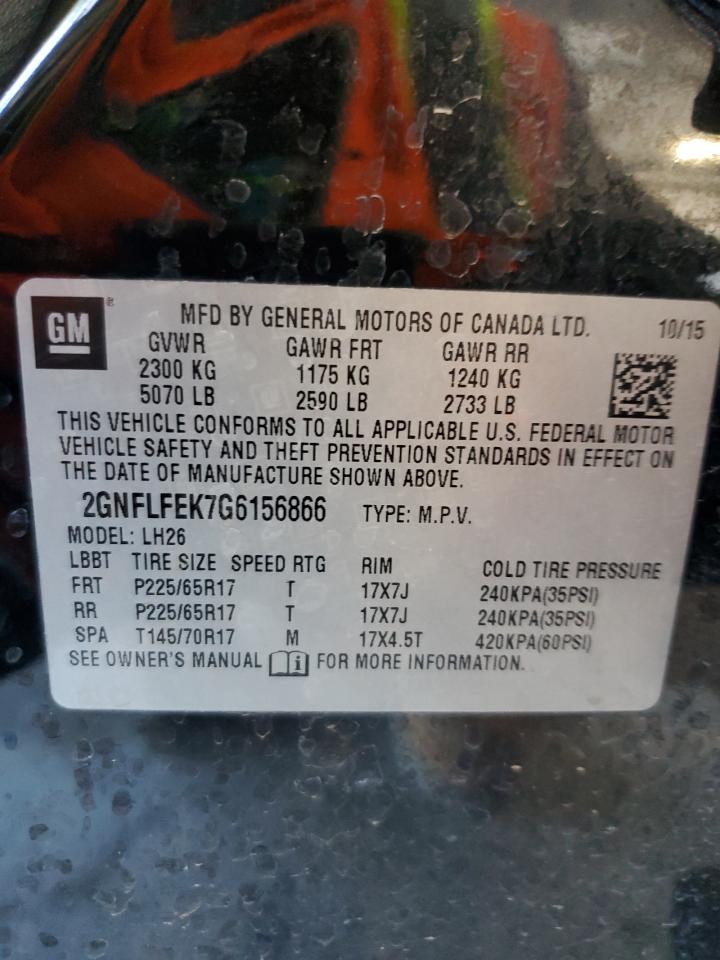 GM®
MFD BY GENERAL MOTORS OF CANADA LTD. 10/15
GVWR GAWR FRT GAWR RR
2300 KG 1175 KG 1240 KG
5070 LB 2590 LB 2733 LB
THIS VEHICLE CONFORMS TO ALL APPLICABLE U.S. FEDERAL MOTOR
VEHICLE SAFETY AND THEFT PREVENTION STANDARDS IN EFFECT ON
THE DATE OF MANUFACTURE SHOWN ABOVE.
2GNFLFEK7G6156866 TYPE: M.P.V.
MODEL: LH26
LBBT TIRE SIZE SPEED RTG RIM COLD TIRE PRESSURE
FRT P225/65R17 T 17X7J 240KPA(35PSI)
RR P225/65R17 T 17X7J 240KPA(35PSI)
SPA T145/70R17 M 17X4.5T 420KPA(60PSI)
SEE OWNER'S MANUAL FOR MORE INFORMATION.